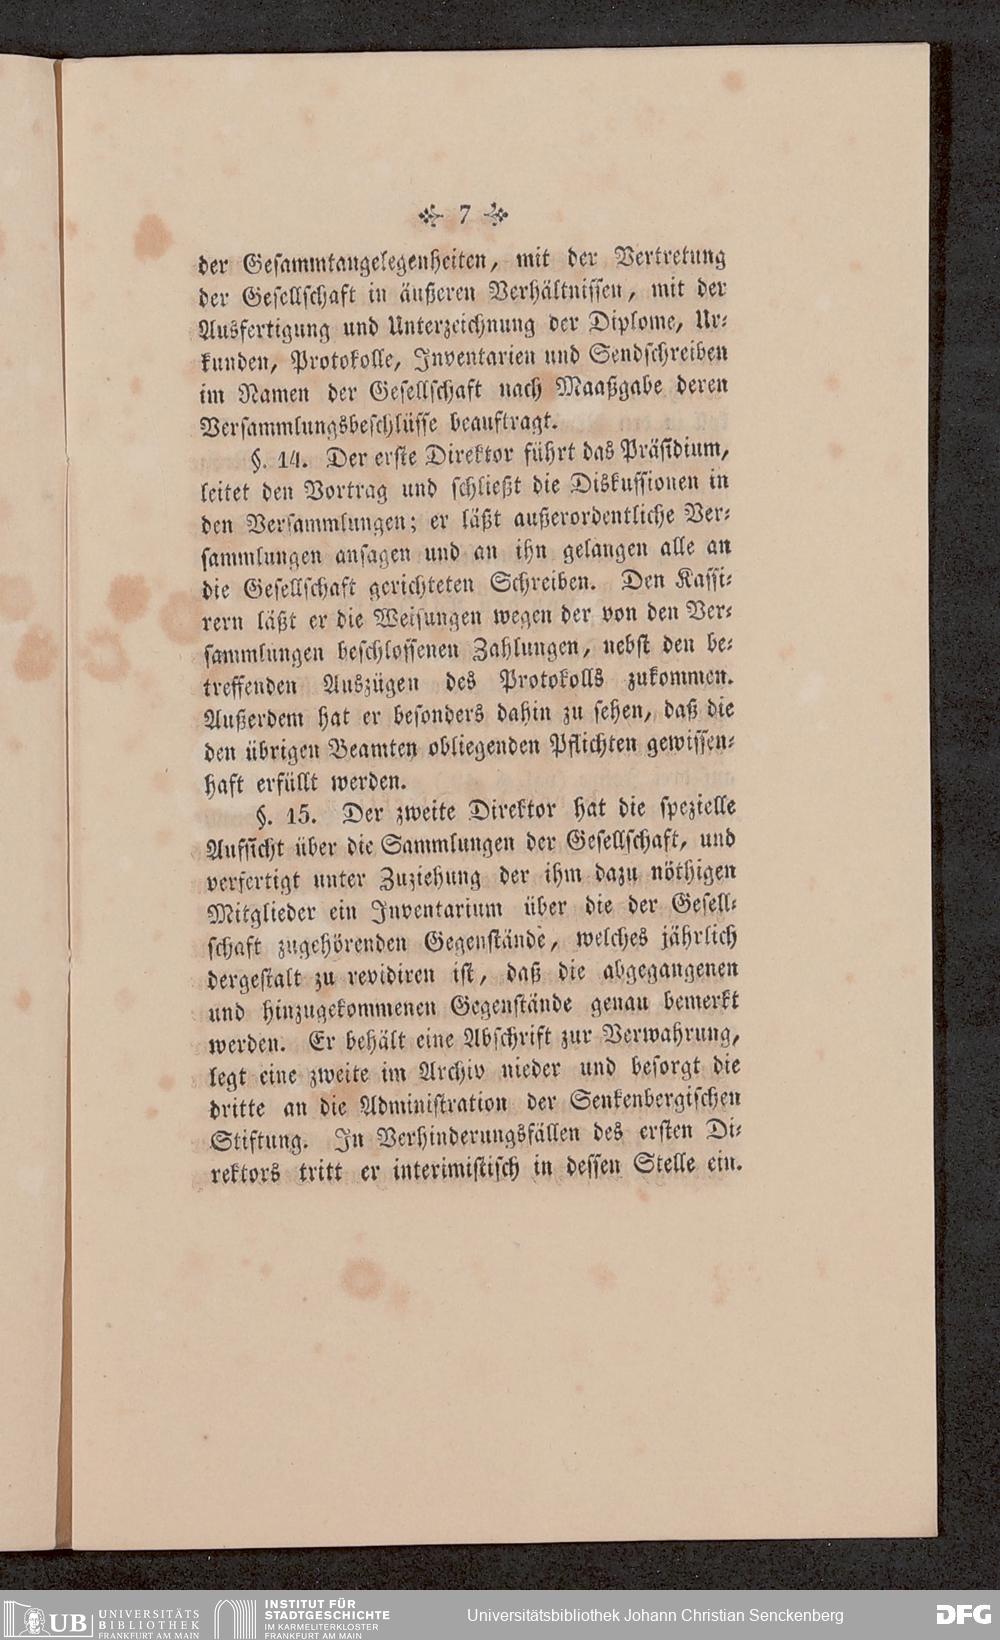 7
der Gesammtangelegenheiten, mit der Vertretung
der Gesellschaft in äußeren Verhältnissen, mit der
Ausfertigung und Unterzeichnung der Diplome, Ur-
kunden, Protokolle, Inventarien und Sendschreiben
im Namen der Gesellschaft nach Maaßgabe deren
Versammlungsbeschlüsse beauftragt.
§. 14. Der erste Direktor führt das Präsidium,
leitet den Vortrag und schließt die Diskussionen in
den Versammlungen; er läßt außerordentliche Ver-
sammlungen ansagen und an ihn gelangen alle an
die Gesellschaft gerichteten Schreiben. Den Kassi-
rern läßt er die Weisungen wegen der von den Ver-
sammlungen beschlossenen Zahlungen, nebst den be-
treffenden Auszügen des Protokolls zukommen.
Außerdem hat er besonders dahin zu sehen, daß die
den übrigen Beamten obliegenden Pflichten gewissen-
haft erfüllt werden.
§. 15. Der zweite Direktor hat die spezielle
Aufsicht über die Sammlungen der Gesellschaft, und
verfertigt unter Zuziehung der ihm dazu nöthigen
Mitglieder ein Inventarium über die der Gesell-
schaft zugehörenden Gegenstände, welches jährlich
dergestalt zu revidiren ist, daß die abgegangenen
und hinzugekommenen Gegenstände genau bemerkt
werden. Er behält eine Abschrift zur Verwahrung,
legt eine zweite im Archiv nieder und besorgt die
dritte an die Administration der Senkenbergischen
Stiftung. In Verhinderungsfällen des ersten Di-
rektors tritt er interimistisch in dessen Stelle ein.
UB UNIVERSITÄTS
BIBLIOTHEK
FRANKFURT AM MAIN
INSTITUT FÜR
STADTGESCHICHTE
IM KARMELITERKLOSTER
FRANKFURT AM MAIN
Universitätsbibliothek Johann Christian Senckenberg
DFG